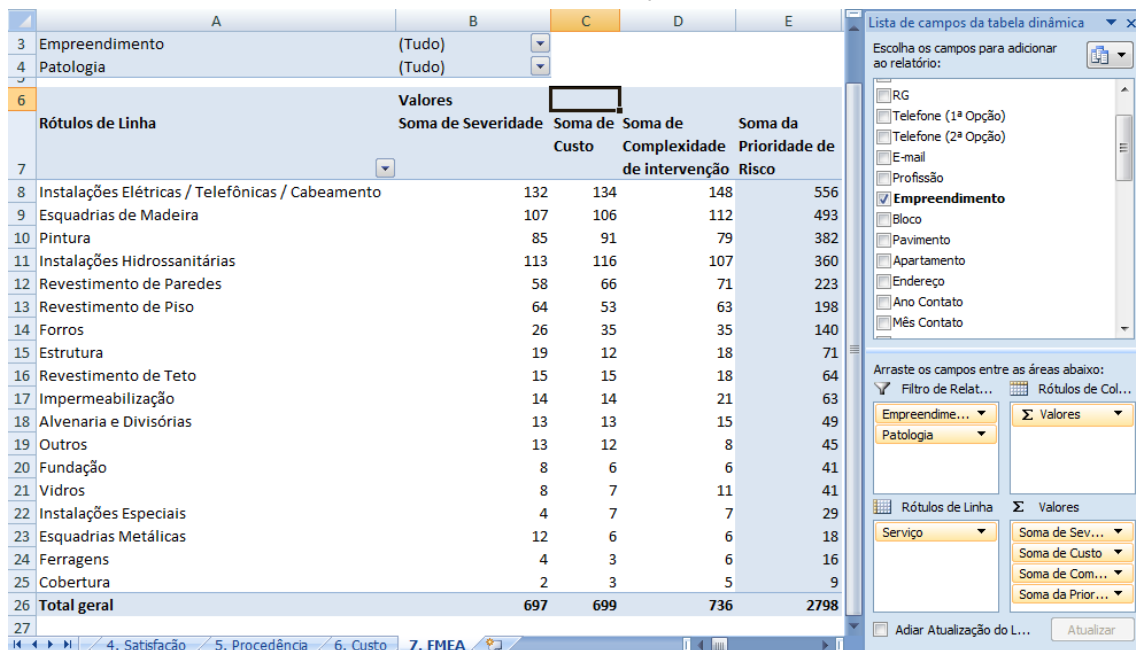 A B C D E
3 Empreendimento (Tudo)
4 Patologia (Tudo)
5
6 Valores
Rótulos de Linha Soma de Severidade Soma de Soma de Soma da
Custo Complexidade Prioridade de
7 de intervenção Risco
8 Instalações Elétricas / Telefônicas / Cabeamento 132 134 148 556
9 Esquadrias de Madeira 107 106 112 493
10 Pintura 85 91 79 382
11 Instalações Hidrossanitárias 113 116 107 360
12 Revestimento de Paredes 58 66 71 223
13 Revestimento de Piso 64 53 63 198
14 Forros 26 35 35 140
15 Estrutura 19 12 18 71
16 Revestimento de Teto 15 15 18 64
17 Impermeabilização 14 14 21 63
18 Alvenaria e Divisórias 13 13 15 49
19 Outros 13 12 8 45
20 Fundação 8 6 6 41
21 Vidros 8 7 11 41
22 Instalações Especiais 4 7 7 29
23 Esquadrias Metálicas 12 6 6 18
24 Ferragens 4 3 6 16
25 Cobertura 2 3 5 9
26 Total geral 697 699 736 2798
27
4. Satisfação 5. Procedência 6. Custo 7. FMEA
Lista de campos da tabela dinâmica
Escolha os campos para adicionar
ao relatório:
RG
Telefone (1ª Opção)
Telefone (2ª Opção)
E-mail
Profissão
Empreendimento
Bloco
Pavimento
Apartamento
Endereço
Ano Contato
Mês Contato
Arraste os campos entre as áreas abaixo:
Filtro de Relat... Rótulos de Col...
Empreendime... Σ Valores
Patologia
Rótulos de Linha Σ Valores
Serviço Soma de Sev...
Soma de Custo
Soma de Com...
Soma da Prior...
Adiar Atualização do L... Atualizar